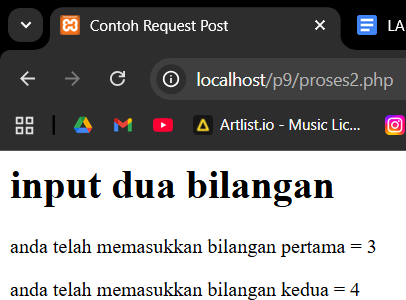 Contoh Request Post
LA
localhost/p9/proses2.php
Artlist.io - Music Lic...
input dua bilangan
anda telah memasukkan bilangan pertama = 3
anda telah memasukkan bilangan kedua = 4